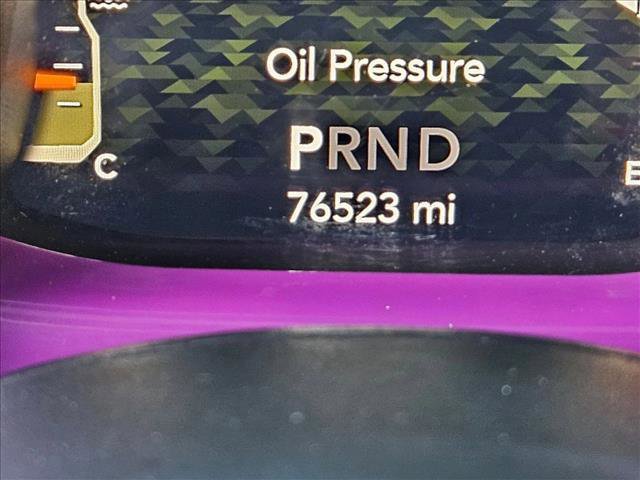 Oil Pressure
PRND
C
E
76523 mi